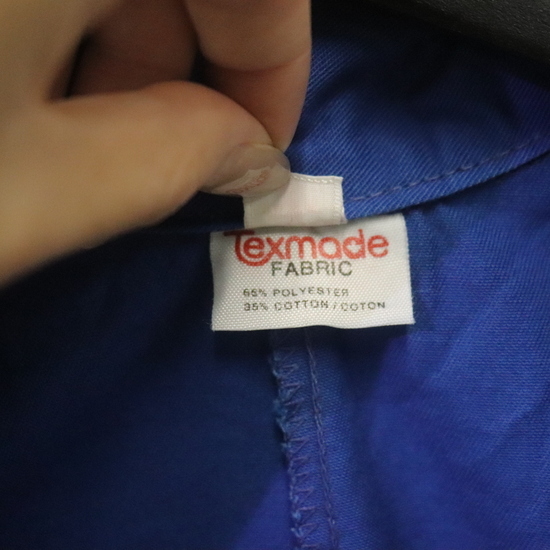 Texmade
FABRIC
65% POLYESTER
35% COTTON / COTON